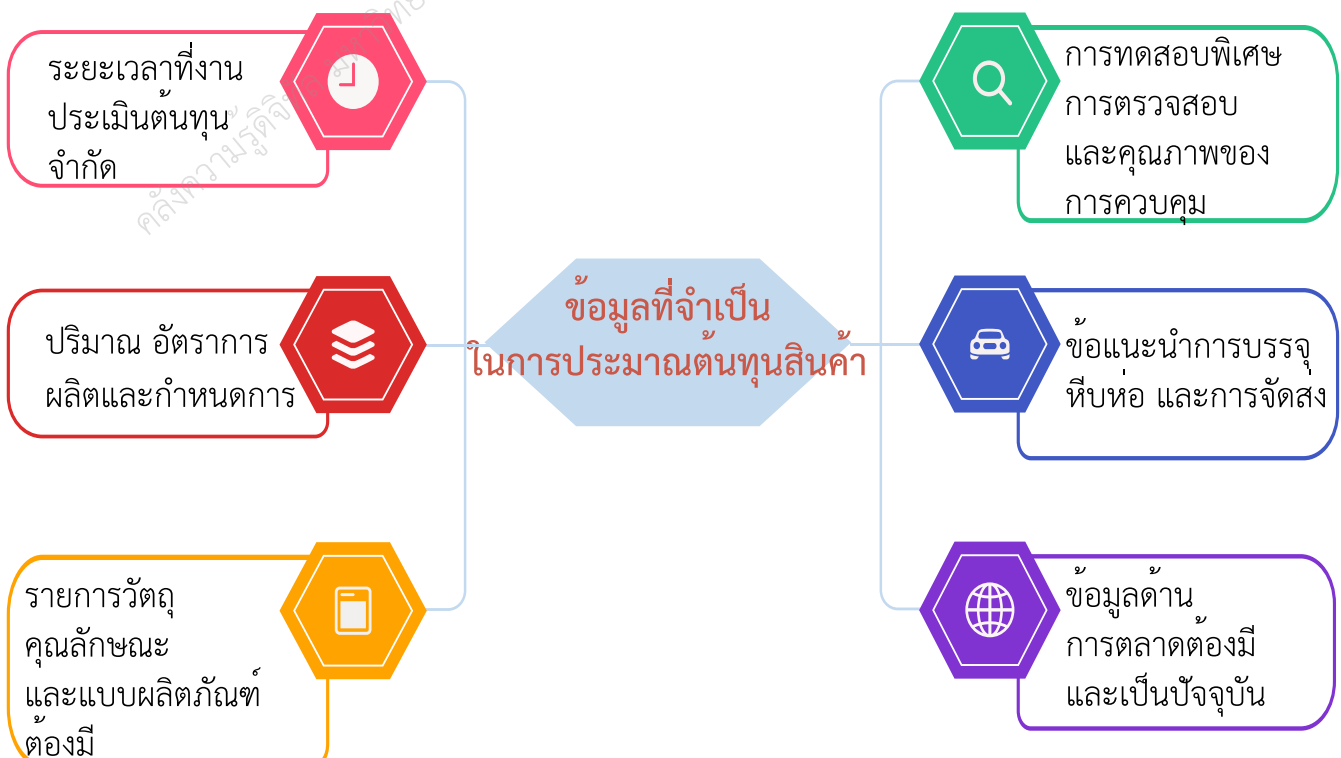 ระยะเวลาที่งาน
ประเมินต้นทุน
จำกัด
ปริมาณ อัตราการ
ผลิตและกำหนดการ
รายการวัตถุ
คุณลักษณะ
และแบบผลิตภัณฑ์
ต้องมี
ข้อมูลที่จำเป็น
ในการประมาณต้นทุนสินค้า
การทดสอบพิเศษ
การตรวจสอบ
และคุณภาพของ
การควบคุม
ข้อแนะนำการบรรจุ
หีบห่อ และการจัดส่ง
ข้อมูลด้าน
การตลาดต้องมี
และเป็นปัจจุบัน
คลังความรู้ดิจิ